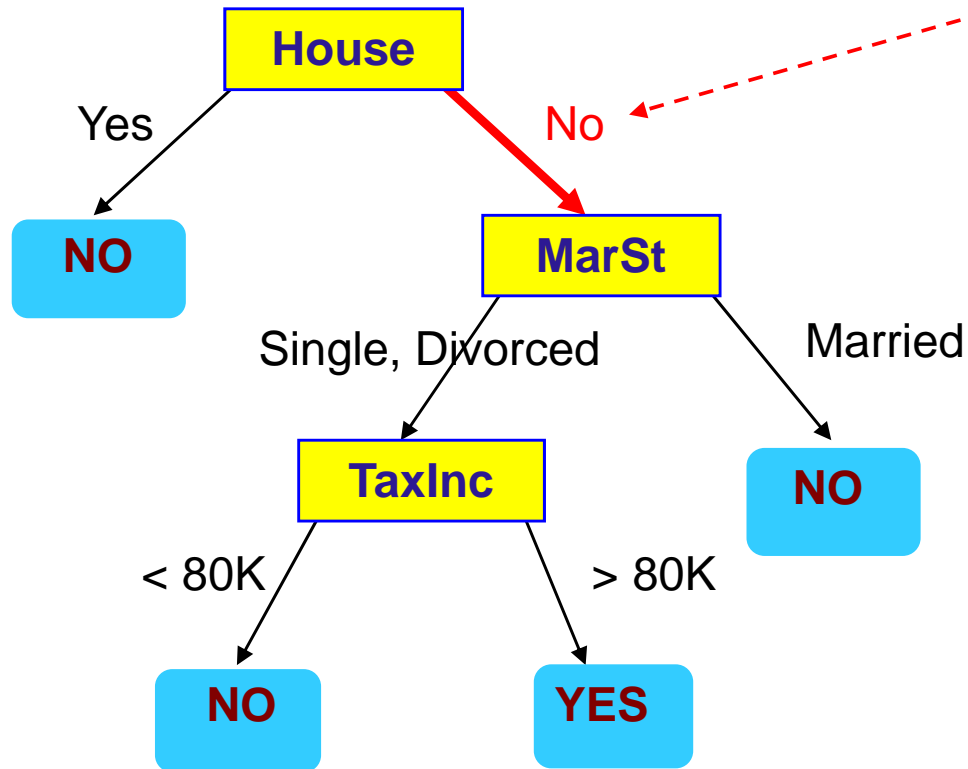 House
Yes
No
NO
MarSt
Single, Divorced
Married
TaxInc
NO
< 80K
> 80K
NO
YES